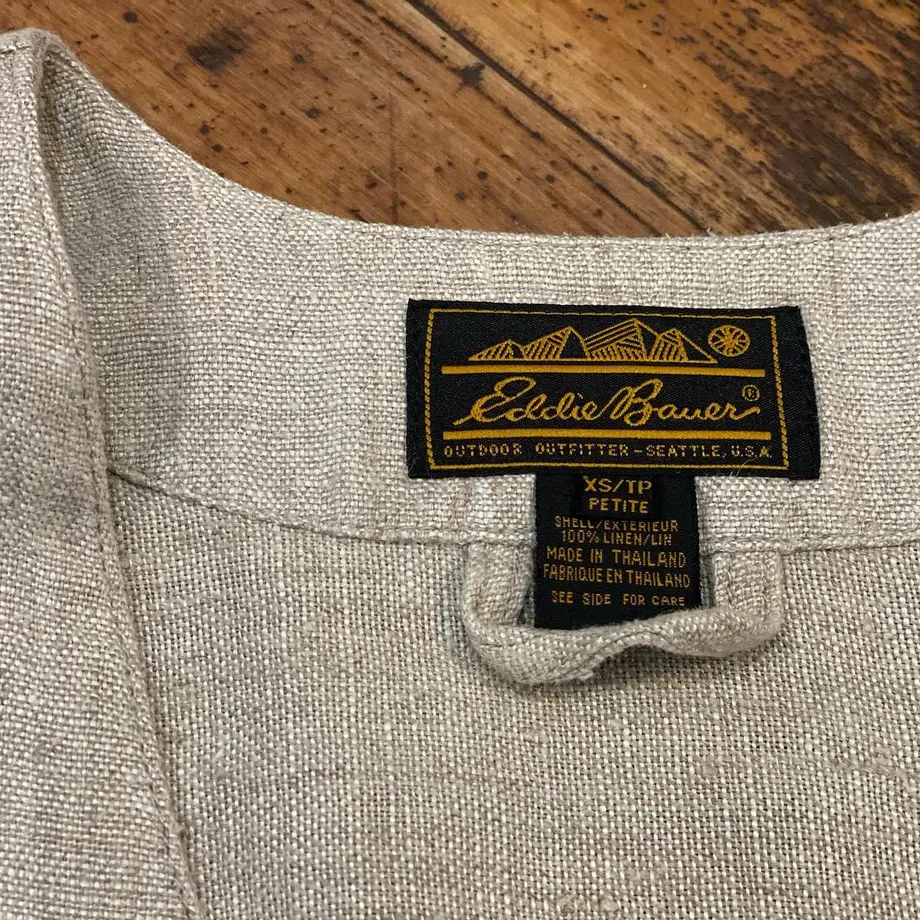 Eddie Bauer®
OUTDOOR OUTFITTER - SEATTLE, U.S.A.
XS/TP
PETITE
SHELL/EXTERIEUR
100% LINEN/LIN
MADE IN THAILAND
FABRIQUE EN THAILAND
SEE SIDE FOR CARE